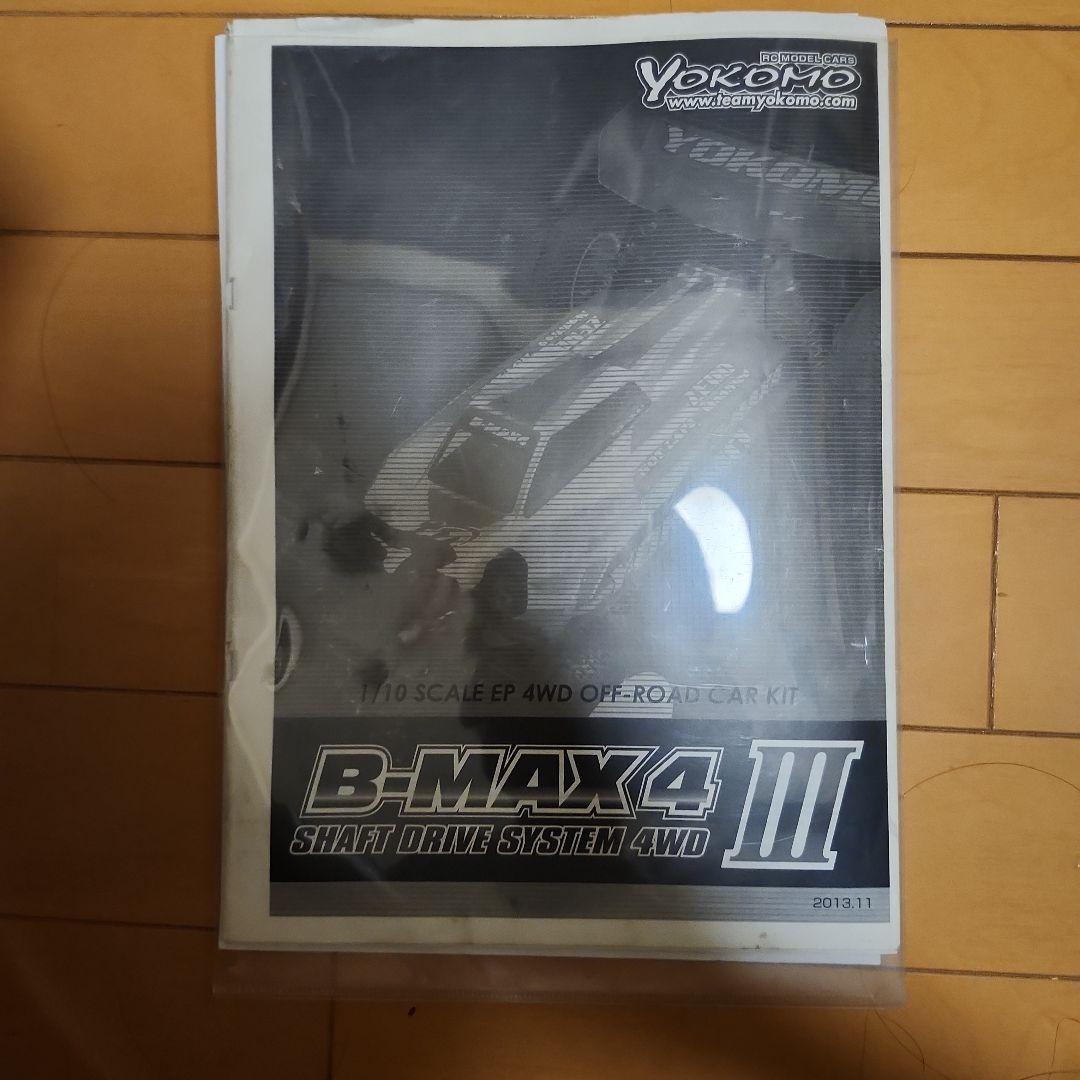 RC MODEL CARS
YOKOMO
www.teamyokomo.com
YOKOMO
B-MAX4
1/10 SCALE EP 4WD OFF-ROAD CAR KIT
B-MAX4 III
SHAFT DRIVE SYSTEM 4WD
2013.11